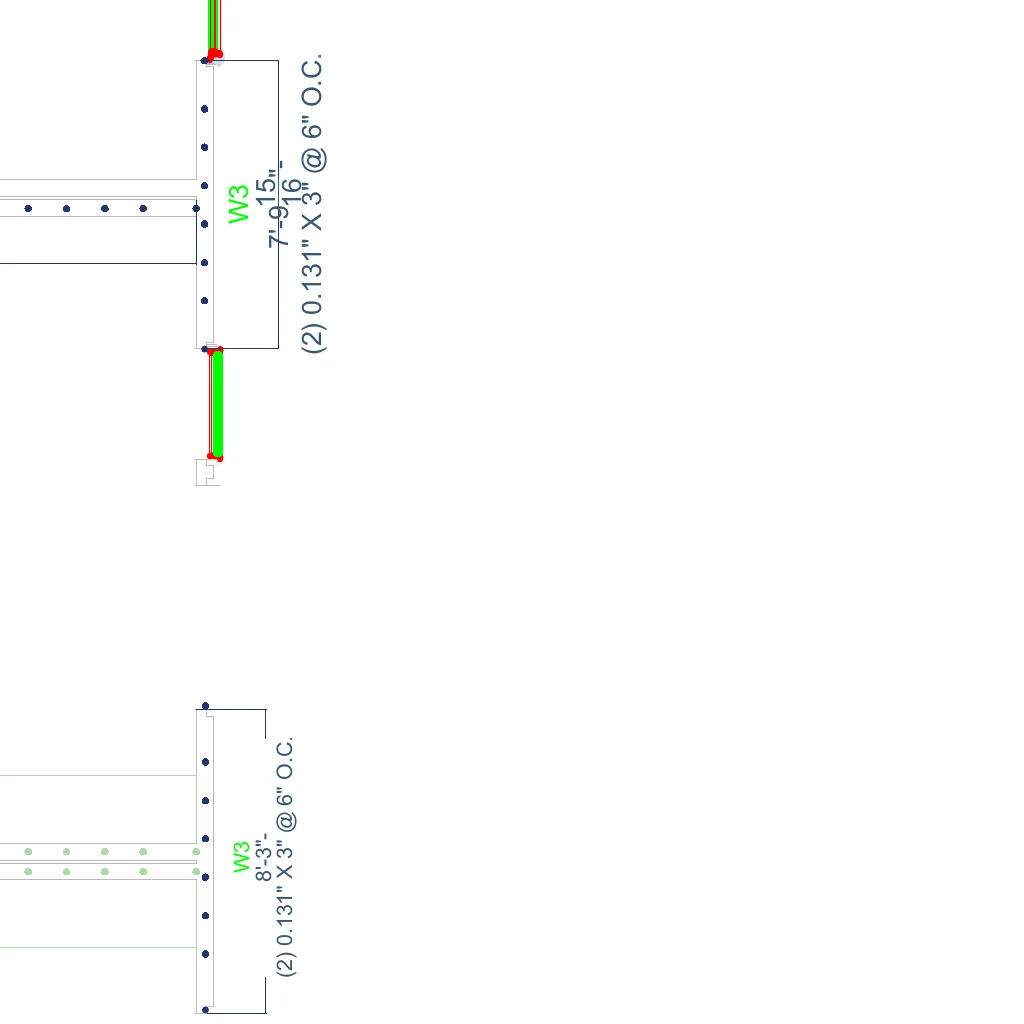 W3
7'-9 15"-
16
(2) 0.131" X 3" @ 6" O.C.
W3
8'-3"-
(2) 0.131" X 3" @ 6" O.C.